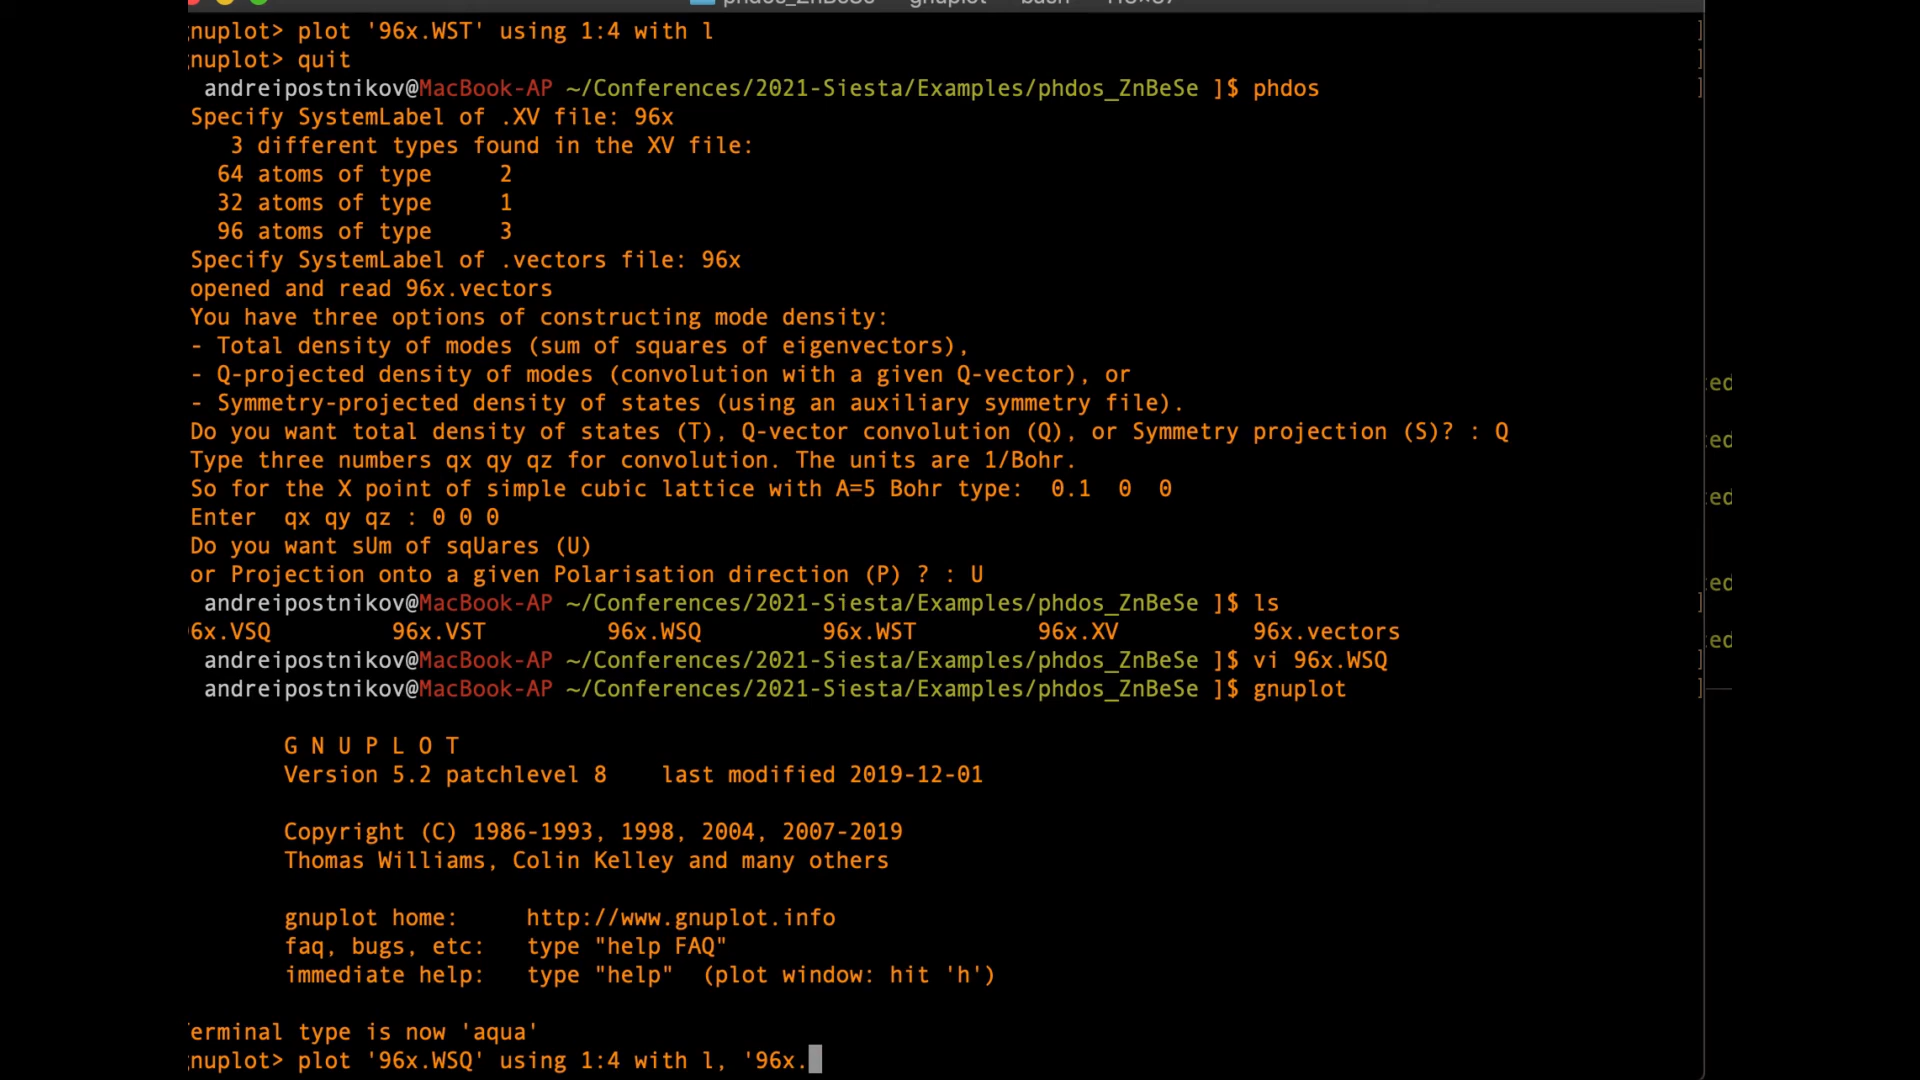 phdos_ZnBeSe — gnuplot — bash —
gnuplot> plot '96x.WST' using 1:4 with l
gnuplot> quit
andreipostnikov@MacBook-AP ~/Conferences/2021-Siesta/Examples/phdos_ZnBeSe ]$ phdos
Specify SystemLabel of .XV file: 96x
3 different types found in the XV file:
64 atoms of type 2
32 atoms of type 1
96 atoms of type 3
Specify SystemLabel of .vectors file: 96x
opened and read 96x.vectors
You have three options of constructing mode density:
- Total density of modes (sum of squares of eigenvectors),
- Q-projected density of modes (convolution with a given Q-vector), or
- Symmetry-projected density of states (using an auxiliary symmetry file).
Do you want total density of states (T), Q-vector convolution (Q), or Symmetry projection (S)? : Q
Type three numbers qx qy qz for convolution. The units are 1/Bohr.
So for the X point of simple cubic lattice with A=5 Bohr type: 0.1 0 0
Enter qx qy qz : 0 0 0
Do you want sUm of sqUares (U)
or Projection onto a given Polarisation direction (P) ? : U
andreipostnikov@MacBook-AP ~/Conferences/2021-Siesta/Examples/phdos_ZnBeSe ]$ ls
6x.VSQ 96x.VST 96x.WSQ 96x.WST 96x.XV 96x.vectors
andreipostnikov@MacBook-AP ~/Conferences/2021-Siesta/Examples/phdos_ZnBeSe ]$ vi 96x.WSQ
andreipostnikov@MacBook-AP ~/Conferences/2021-Siesta/Examples/phdos_ZnBeSe ]$ gnuplot
G N U P L O T
Version 5.2 patchlevel 8 last modified 2019-12-01
Copyright (C) 1986-1993, 1998, 2004, 2007-2019
Thomas Williams, Colin Kelley and many others
gnuplot home: http://www.gnuplot.info
faq, bugs, etc: type "help FAQ"
immediate help: type "help" (plot window: hit 'h')
erminal type is now 'aqua'
gnuplot> plot '96x.WSQ' using 1:4 with l, '96x.
:ed
:ed
:ed
:ed
:ed